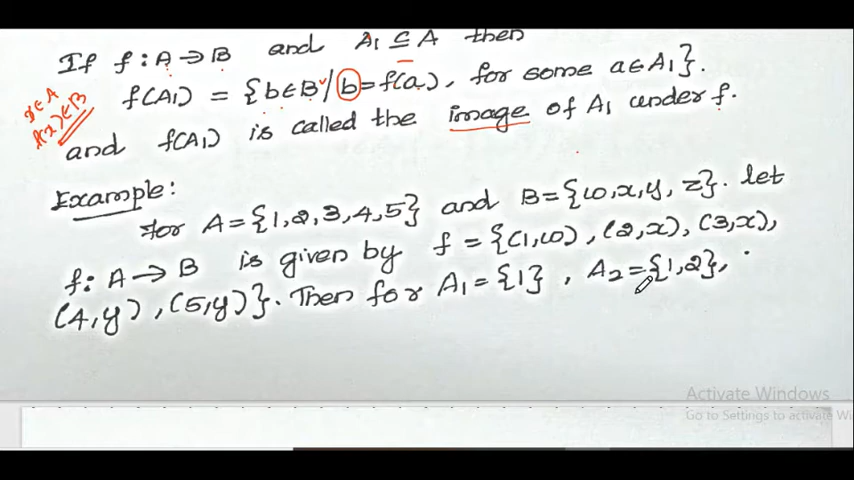 If f : A → B and A₁ ⊆ A then
f(A₁) = {b ∈ B / b = f(a), for some a ∈ A₁}.
x ∈ A
f(x) ∈ B
and f(A₁) is called the image of A₁ under f.
Example:
For A = {1, 2, 3, 4, 5} and B = {w, x, y, z}. let
f : A → B is given by f = {(1, w), (2, x), (3, x),
(4, y), (5, y)}. Then for A₁ = {1}, A₂ = {1, 2},
Activate Windows
Go to Settings to activate Wi